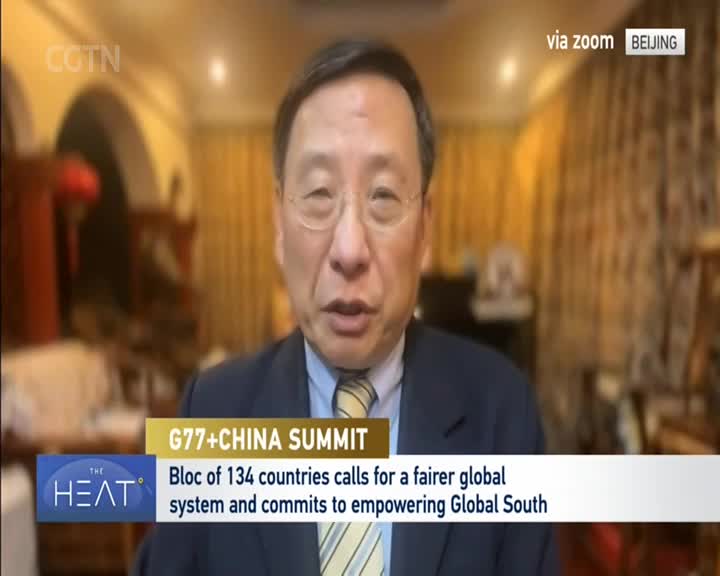 CGTN
via zoom BEIJING
G77+CHINA SUMMIT
THE
HEAT
Bloc of 134 countries calls for a fairer global
system and commits to empowering Global South